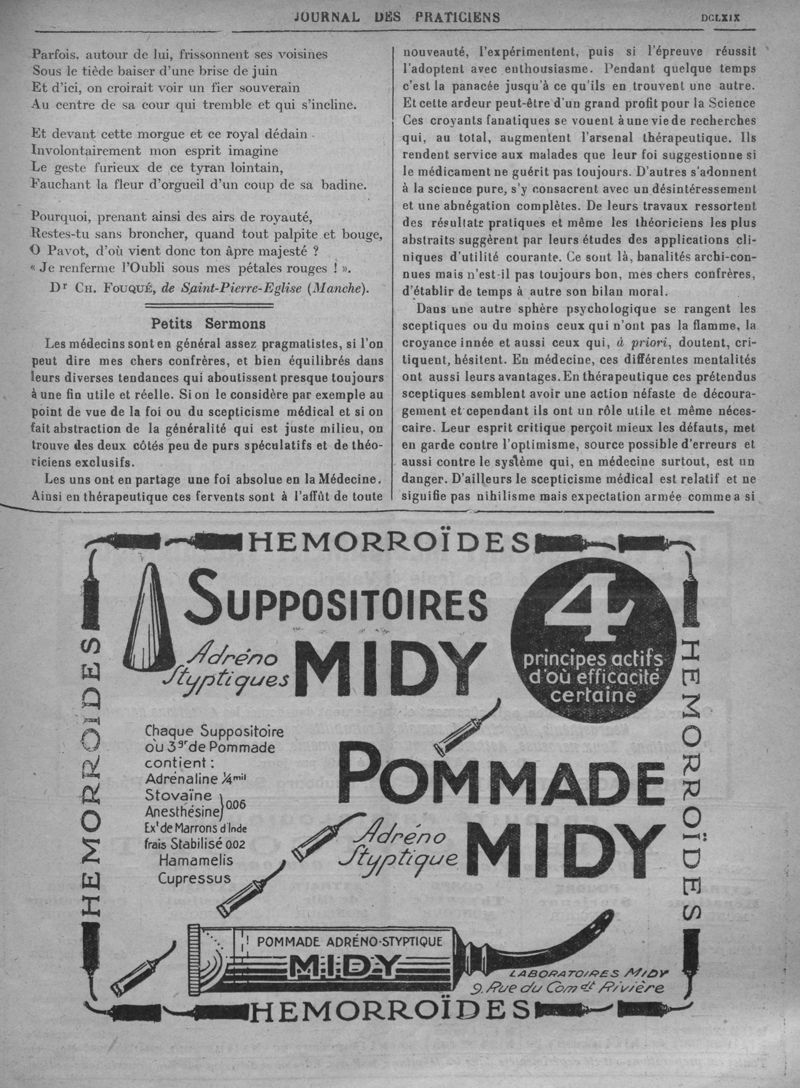 JOURNAL DES PRATICIENS
DCLXIX
Parfois, autour de lui, frissonnent ses voisines
Sous le tiède baiser d'une brise de juin
Et d'ici, on croirait voir un fier souverain
Au centre de sa cour qui tremble et qui s'incline.
Et devant cette morgue et ce royal dédain
Involontairement mon esprit imagine
Le geste furieux de ce tyran lointain,
Fauchant la fleur d'orgueil d'un coup de sa badine.
Pourquoi, prenant ainsi des airs de royauté,
Restes-tu sans broncher, quand tout palpite et bouge,
O Pavot, d'où vient donc ton âpre majesté ?
« Je renferme l'Oubli sous mes pétales rouges ! ».
Dr CH. FOUQUÉ, de Saint-Pierre-Eglise (Manche).
Petits Sermons
Les médecins sont en général assez pragmatistes, si l'on
peut dire mes chers confrères, et bien équilibrés dans
leurs diverses tendances qui aboutissent presque toujours
à une fin utile et réelle. Si on le considère par exemple au
point de vue de la foi ou du scepticisme médical et si on
fait abstraction de la généralité qui est juste milieu, on
trouve des deux côtés peu de purs spéculatifs et de théo-
riciens exclusifs.
Les uns ont en partage une foi absolue en la Médecine.
Ainsi en thérapeutique ces fervents sont à l'affût de toute
nouveauté, l'expérimentent, puis si l'épreuve réussit
l'adoptent avec enthousiasme. Pendant quelque temps
c'est la panacée jusqu'à ce qu'ils en trouvent une autre.
Et cette ardeur peut-être d'un grand profit pour la Science
Ces croyants fanatiques se vouent à une vie de recherches
qui, au total, augmentent l'arsenal thérapeutique. Ils
rendent service aux malades que leur foi suggestionne si
le médicament ne guérit pas toujours. D'autres s'adonnent
à la science pure, s'y consacrent avec un désintéressement
et une abnégation complètes. De leurs travaux ressortent
des résultats pratiques et même les théoriciens les plus
abstraits suggèrent par leurs études des applications cli-
niques d'utilité courante. Ce sont là, banalités archi-con-
nues mais n'est-il pas toujours bon, mes chers confrères,
d'établir de temps à autre son bilan moral.
Dans une autre sphère psychologique se rangent les
sceptiques ou du moins ceux qui n'ont pas la flamme, la
croyance innée et aussi ceux qui, à priori, doutent, cri-
tiquent, hésitent. En médecine, ces différentes mentalités
ont aussi leurs avantages. En thérapeutique ces prétendus
sceptiques semblent avoir une action néfaste de découra-
gement et cependant ils ont un rôle utile et même néces-
caire. Leur esprit critique perçoit mieux les défauts, met
en garde contre l'optimisme, source possible d'erreurs et
aussi contre le système qui, en médecine surtout, est un
danger. D'ailleurs le scepticisme médical est relatif et ne
siguifie pas nihilisme mais expectation armée comme a si
HEMORROÏDES
HEMORROÏDES
HEMORROÏDES
SUPPOSITOIRES
Adréno
Styptiques
MIDY
4
principes actifs
d'où efficacité
certaine
Chaque Suppositoire
ou 3gr de Pommade
contient :
Adrénaline 1/4 mil
Stovaïne
Anesthésine } 0.06
Ext de Marrons d'Inde
frais Stabilisé 0.02
Hamamelis
Cupressus
POMMADE
Adréno
Styptique
MIDY
POMMADE ADRÉNO-STYPTIQUE
MIDY
LABORATOIRES MIDY
9, Rue du Comdt Rivière
HEMORROÏDES